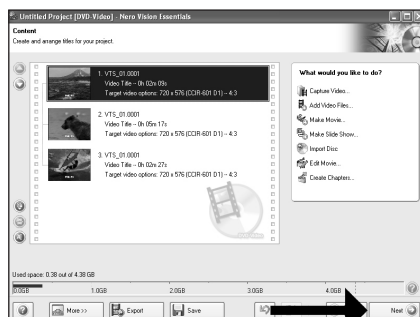 Untitled Project [DVD-Video] - Nero Vision Essentials
Content
Create and arrange titles for your project.
1. VTS_01.0001
Video Title -- 0h 02m 09s
Target video options: 720 x 576 (CCIR-601 D1) -- 4:3
2. VTS_01.0001
Video Title -- 0h 05m 17s
Target video options: 720 x 576 (CCIR-601 D1) -- 4:3
3. VTS_01.0001
Video Title -- 0h 02m 27s
Target video options: 720 x 576 (CCIR-601 D1) -- 4:3
What would you like to do?
Capture Video...
Add Video Files...
Make Movie...
Make Slide Show...
Import Disc
Edit Movie...
Create Chapters...
Used space: 0.38 out of 4.38 GB
0.0GB 1.0GB 2.0GB 3.0GB 4.0GB
More >> Export Save Next